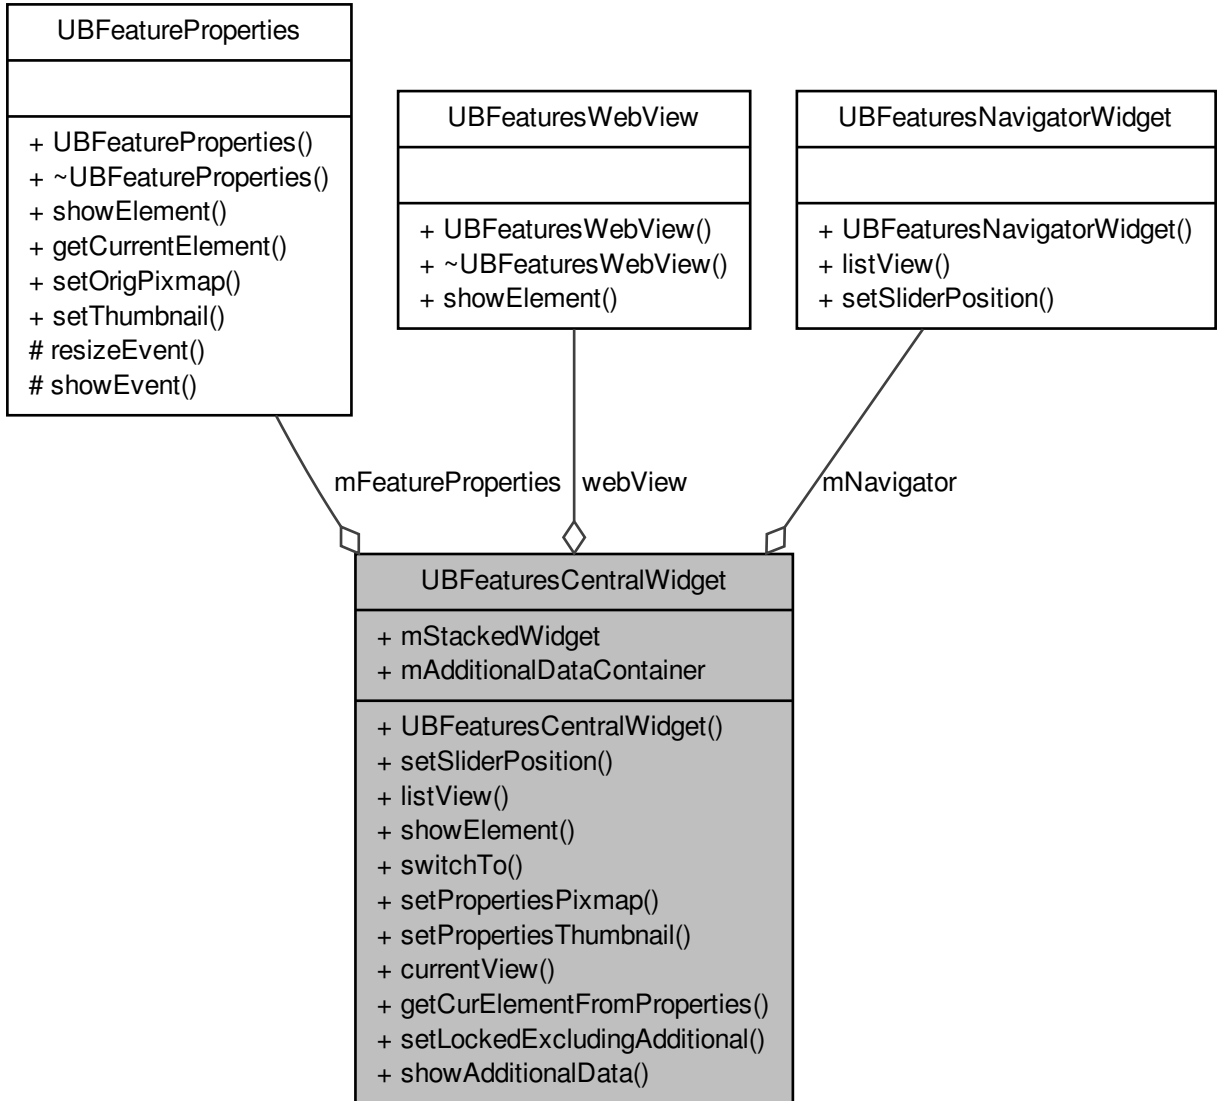 UBFeatureProperties
+ UBFeatureProperties()
+ ~UBFeatureProperties()
+ showElement()
+ getCurrentElement()
+ setOrigPixmap()
+ setThumbnail()
# resizeEvent()
# showEvent()
UBFeaturesWebView
+ UBFeaturesWebView()
+ ~UBFeaturesWebView()
+ showElement()
UBFeaturesNavigatorWidget
+ UBFeaturesNavigatorWidget()
+ listView()
+ setSliderPosition()
mFeatureProperties
webView
mNavigator
UBFeaturesCentralWidget
+ mStackedWidget
+ mAdditionalDataContainer
+ UBFeaturesCentralWidget()
+ setSliderPosition()
+ listView()
+ showElement()
+ switchTo()
+ setPropertiesPixmap()
+ setPropertiesThumbnail()
+ currentView()
+ getCurElementFromProperties()
+ setLockedExcludingAdditional()
+ showAdditionalData()